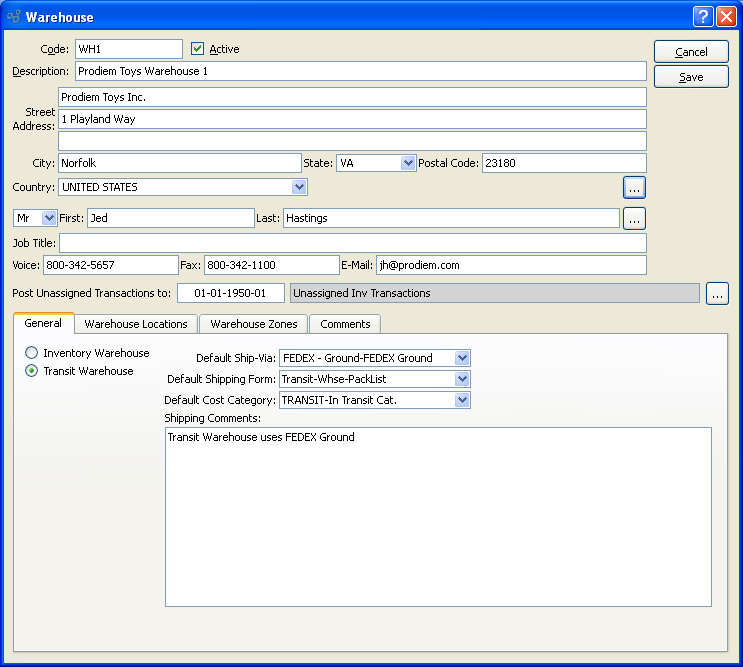 Warehouse
Code: WH1 Active
Cancel
Description: Prodiem Toys Warehouse 1
Save
Prodiem Toys Inc.
Street Address: 1 Playland Way
City: Norfolk State: VA Postal Code: 23180
Country: UNITED STATES ...
Mr First: Jed Last: Hastings ...
Job Title:
Voice: 800-342-5657 Fax: 800-342-1100 E-Mail: jh@prodiem.com
Post Unassigned Transactions to: 01-01-1950-01 Unassigned Inv Transactions ...
General Warehouse Locations Warehouse Zones Comments
Inventory Warehouse
Transit Warehouse
Default Ship-Via: FEDEX - Ground-FEDEX Ground
Default Shipping Form: Transit-Whse-PackList
Default Cost Category: TRANSIT-In Transit Cat.
Shipping Comments:
Transit Warehouse uses FEDEX Ground